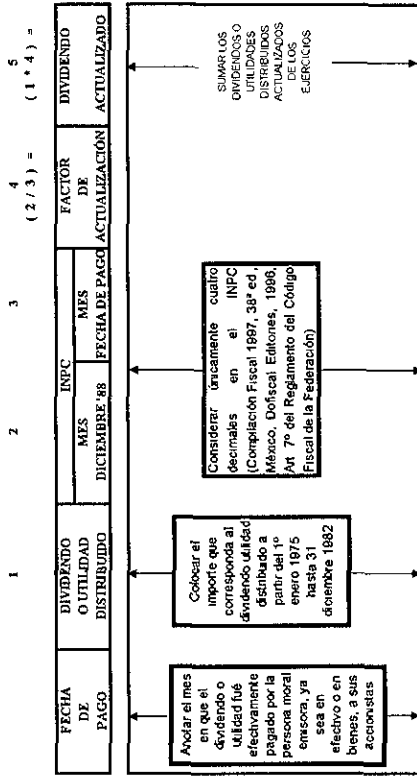 1 2 3 4 5
( 2 / 3 ) = ( 1 * 4 ) =
FECHA
DE
PAGO
DIVIDENDO
O UTILIDAD
DISTRIBUIDO
INPC
MES
DICIEMBRE '88
MES
FECHA DE PAGO
FACTOR
DE
ACTUALIZACIÓN
DIVIDENDO
ACTUALIZADO
Anotar el mes
en que el
dividendo o
utilidad fué
efectivamente
pagado por la
persona moral
emisora, ya
sea en
efectivo o en
bienes, a sus
accionistas
Colocar el
importe que
corresponda al
dividendo utilidad
distribuido a
partir del 1º
enero 1975
hasta 31
diciembre 1982
Considerar únicamente cuatro
decimales en el INPC
(Compilación Fiscal 1997, 38ª ed,
México, Dofiscal Editores, 1996,
Art 7º del Reglamento del Código
Fiscal de la Federación)
SUMAR LOS
DIVIDENDOS O
UTILIDADES
DISTRIBUIDOS
ACTUALIZADOS
DE LOS
EJERCICIOS